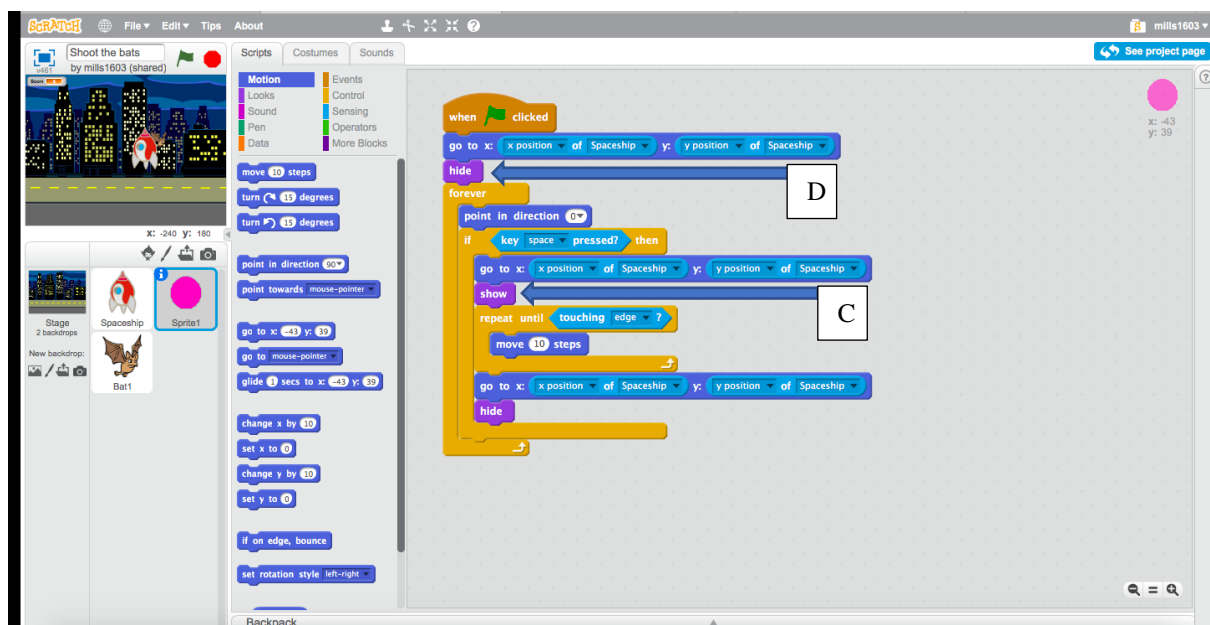 SCRATCH File Edit Tips About mills1603
Shoot the bats
v461 by mills1603 (shared)
Scripts Costumes Sounds
See project page
Score
Motion Events
Looks Control
Sound Sensing
Pen Operators
Data More Blocks
when clicked
go to x: x position of Spaceship y: y position of Spaceship
hide
D
forever
point in direction 0
if key space pressed? then
go to x: x position of Spaceship y: y position of Spaceship
show
C
repeat until touching edge ?
move 10 steps
go to x: x position of Spaceship y: y position of Spaceship
hide
x: -43
y: 39
move 10 steps
turn 15 degrees
turn 15 degrees
point in direction 90
point towards mouse-pointer
go to x: -43 y: 39
go to mouse-pointer
glide 1 secs to x: -43 y: 39
change x by 10
set x to 0
change y by 10
set y to 0
if on edge, bounce
set rotation style left-right
X: -240 Y: 180
Stage
2 backdrops
New backdrop:
Spaceship
Sprite1
Bat1
Backpack